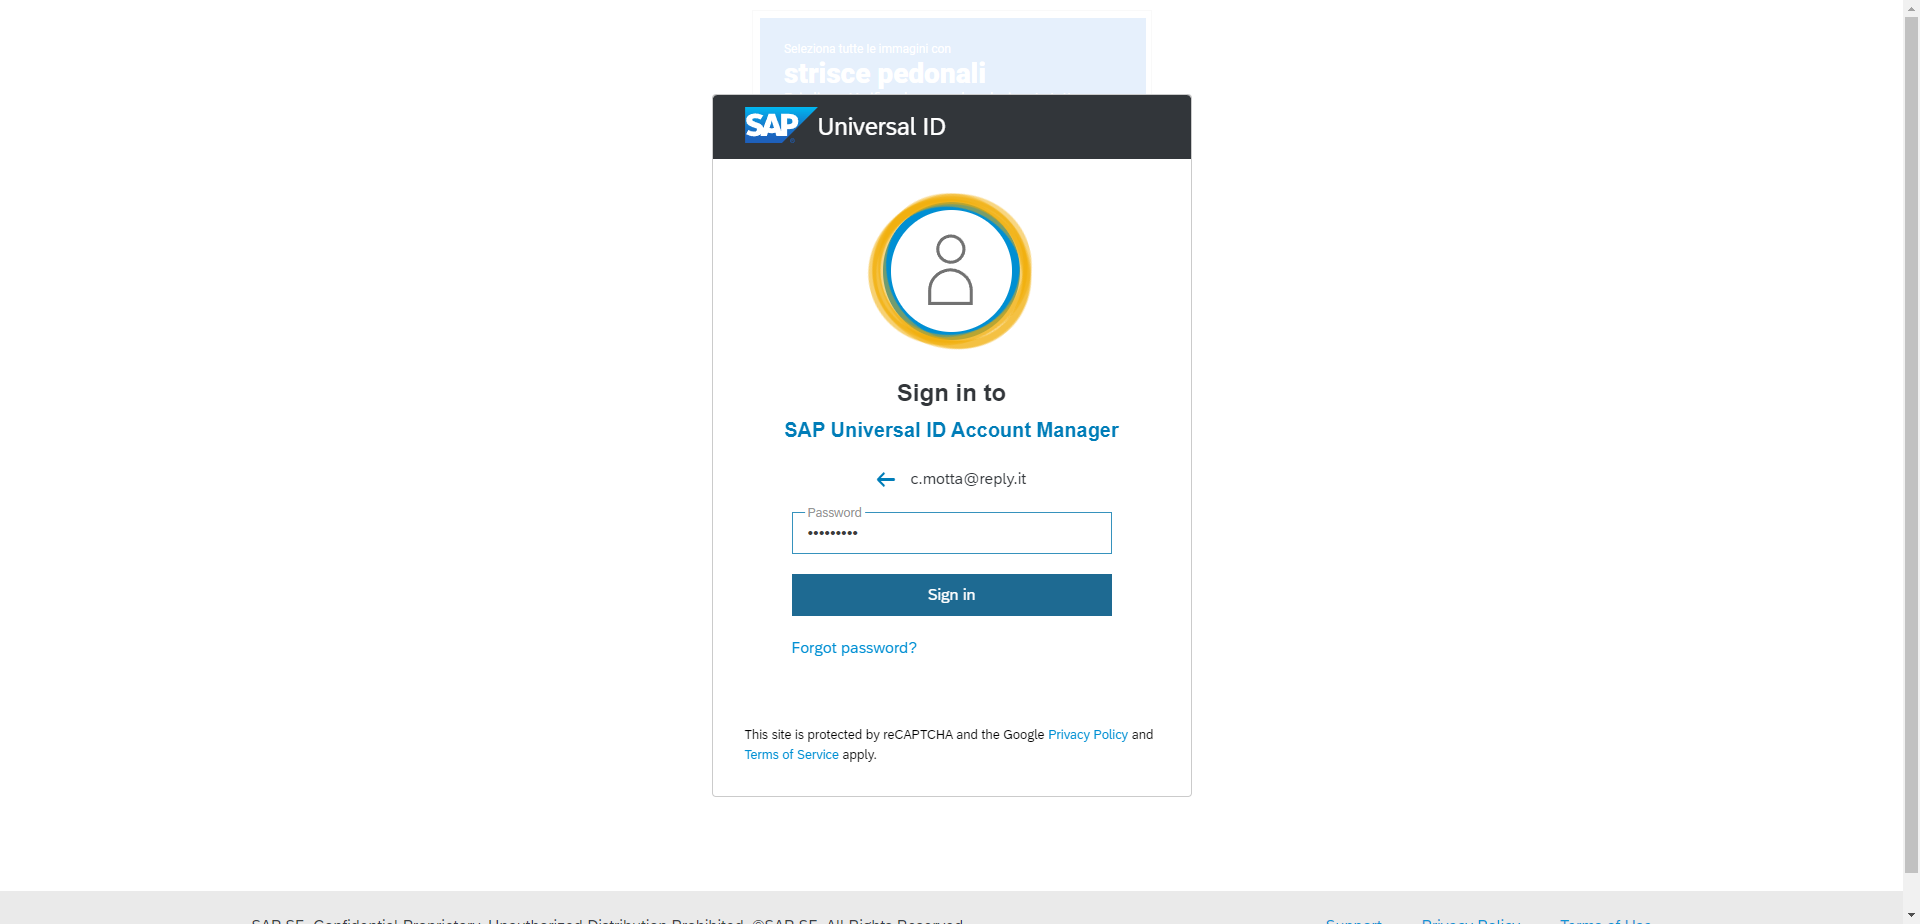 Seleziona tutte le immagini con
strisce pedonali
SAP Universal ID
Sign in to
SAP Universal ID Account Manager
c.motta@reply.it
Password
•••••••••
Sign in
Forgot password?
This site is protected by reCAPTCHA and the Google Privacy Policy and
Terms of Service apply.
SAP SE, Confidential Proprietary, Unauthorized Distribution Prohibited. ©SAP SE. All Rights Reserved.
Support Privacy Policy Terms of Use